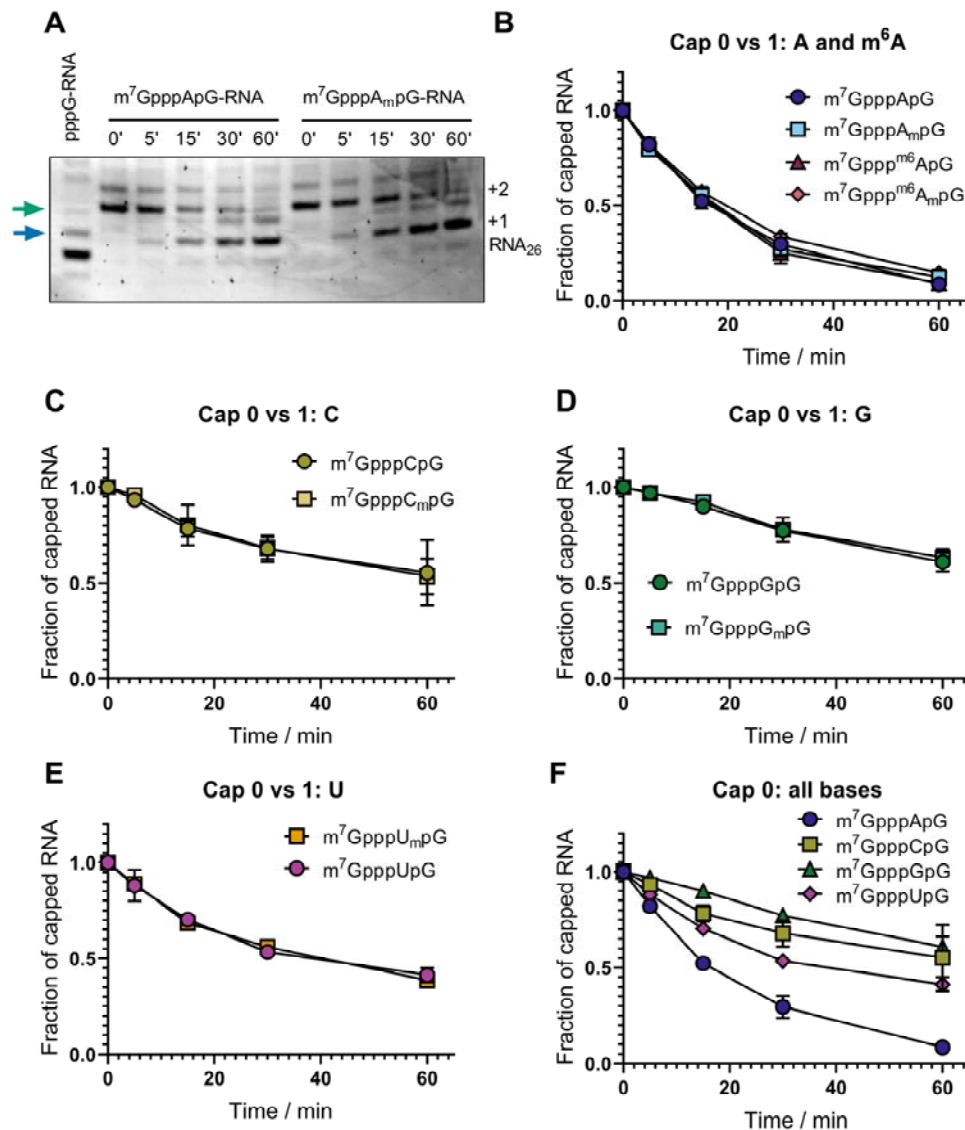 A
pppG-RNA
m⁷GpppApG-RNA
m⁷GpppAₘpG-RNA
0' 5' 15' 30' 60' 0' 5' 15' 30' 60'
+2
+1
RNA₂₆
B
Cap 0 vs 1: A and m⁶A
Fraction of capped RNA
1.0
0.5
0.0
m⁷GpppApG
m⁷GpppAₘpG
m⁷Gpppᵐ⁶ApG
m⁷Gpppᵐ⁶AₘpG
0 20 40 60
Time / min
C
Cap 0 vs 1: C
Fraction of capped RNA
1.0
0.5
0.0
m⁷GpppCpG
m⁷GpppCₘpG
0 20 40 60
Time / min
D
Cap 0 vs 1: G
Fraction of capped RNA
1.0
0.5
0.0
m⁷GpppGpG
m⁷GpppGₘpG
0 20 40 60
Time / min
E
Cap 0 vs 1: U
Fraction of capped RNA
1.0
0.5
0.0
m⁷GpppUₘpG
m⁷GpppUpG
0 20 40 60
Time / min
F
Cap 0: all bases
Fraction of capped RNA
1.0
0.5
0.0
m⁷GpppApG
m⁷GpppCpG
m⁷GpppGpG
m⁷GpppUpG
0 20 40 60
Time / min